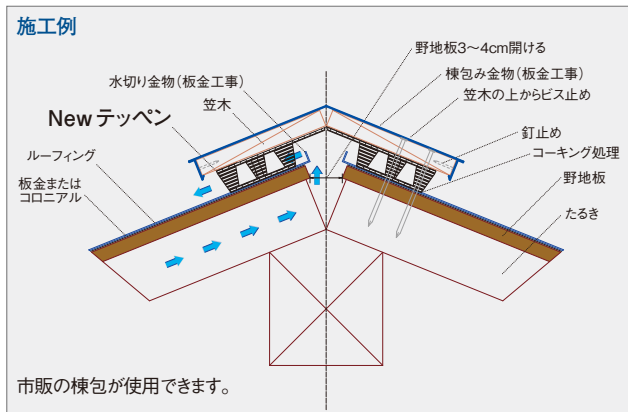 施工例
野地板3～4cm開ける
水切り金物(板金工事)
棟包み金物(板金工事)
笠木
笠木の上からビス止め
Newテッペン
釘止め
ルーフィング
コーキング処理
板金または
コロニアル
野地板
たるき
市販の棟包が使用できます。